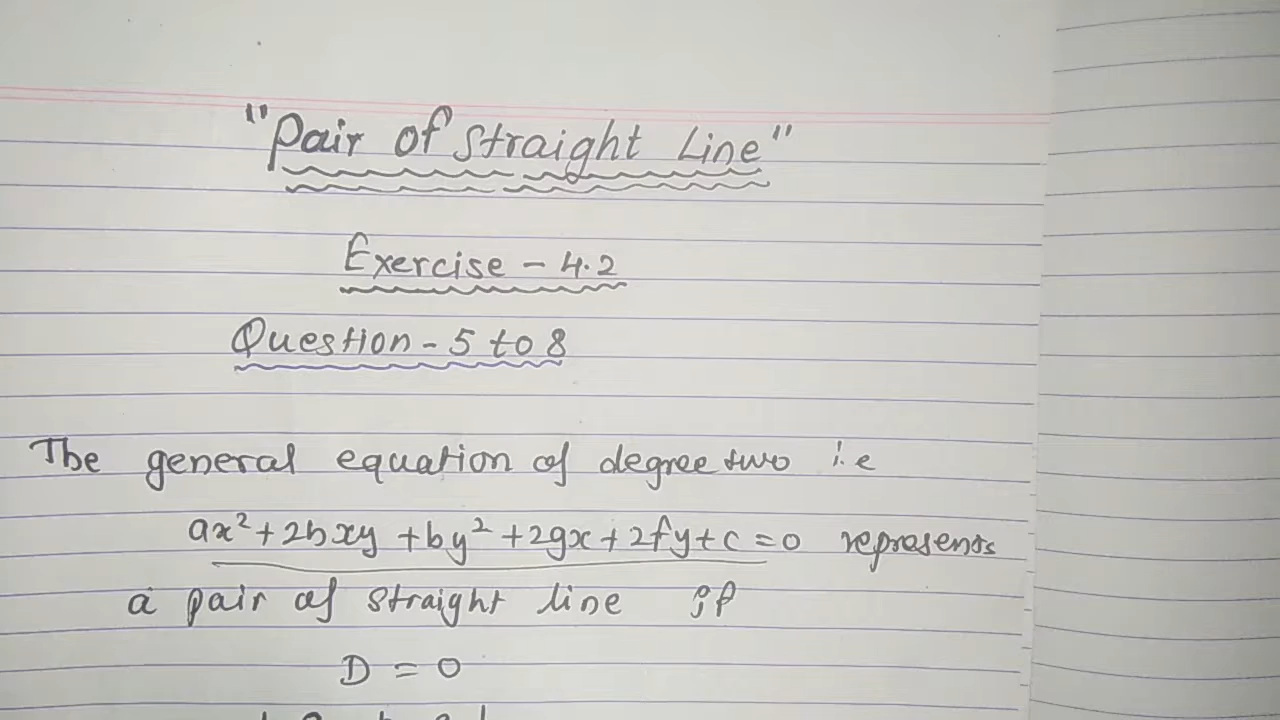 "Pair of Straight Line"
Exercise - 4.2
Question - 5 to 8
The general equation of degree two i.e
ax² + 2hxy + by² + 2gx + 2fy + c = 0 represents
a pair of straight line if
D = 0